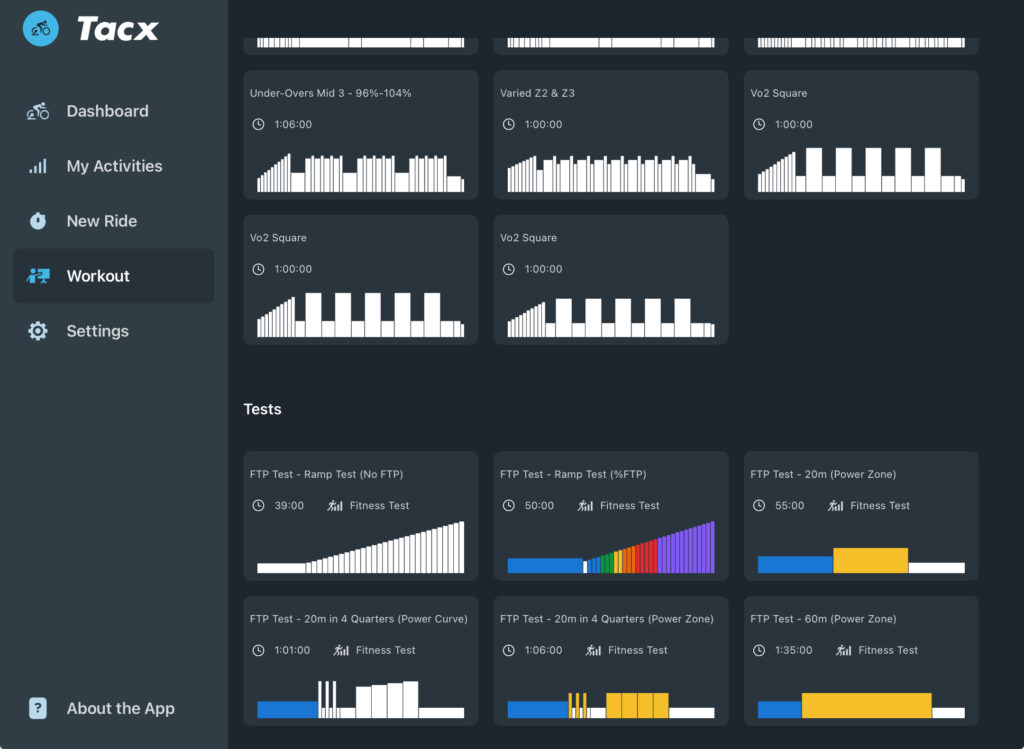 Tacx
Dashboard
My Activities
New Ride
Workout
Settings
About the App
Under-Overs Mid 3 - 96%-104%
1:06:00
Varied Z2 & Z3
1:00:00
Vo2 Square
1:00:00
Vo2 Square
1:00:00
Vo2 Square
1:00:00
Tests
FTP Test - Ramp Test (No FTP)
39:00 Fitness Test
FTP Test - Ramp Test (%FTP)
50:00 Fitness Test
FTP Test - 20m (Power Zone)
55:00 Fitness Test
FTP Test - 20m in 4 Quarters (Power Curve)
1:01:00 Fitness Test
FTP Test - 20m in 4 Quarters (Power Zone)
1:06:00 Fitness Test
FTP Test - 60m (Power Zone)
1:35:00 Fitness Test